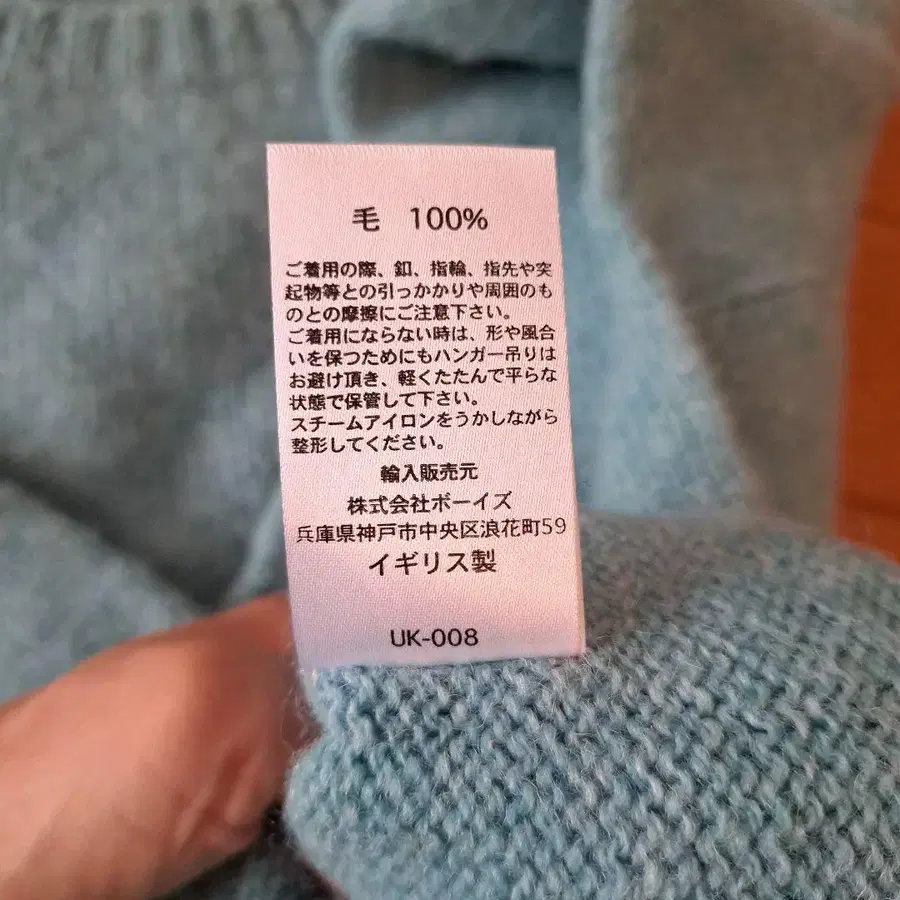 毛 100%
ご着用の際、釦、指輪、指先や突
起物等との引っかかりや周囲のも
のとの摩擦にご注意下さい。
ご着用にならない時は、形や風合
いを保つためにもハンガー吊りは
お避け頂き、軽くたたんで平らな
状態で保管して下さい。
スチームアイロンをうかしながら
整形してください。
輸入販売元
株式会社ボーイズ
兵庫県神戸市中央区浪花町59
イギリス製
UK-008